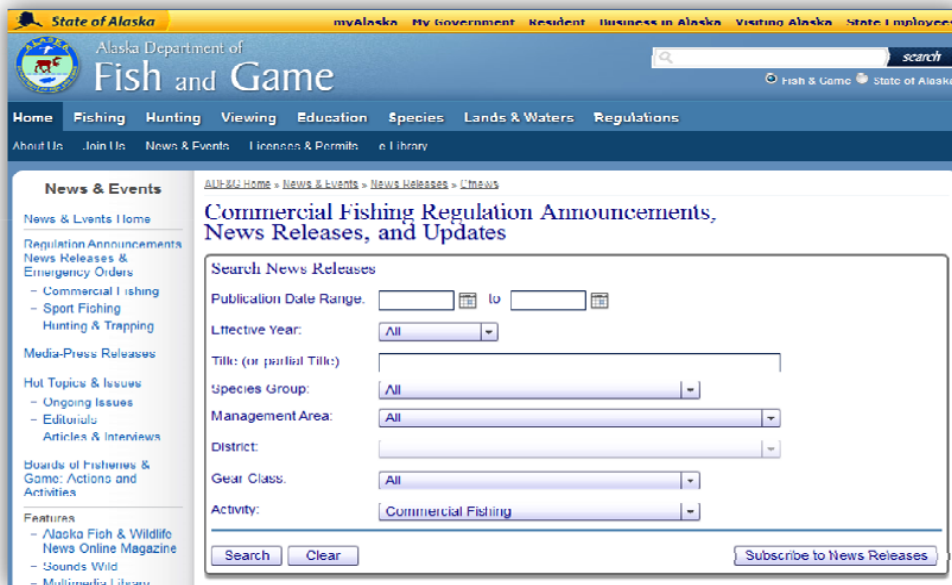 State of Alaska
myAlaska My Government Resident Business in Alaska Visiting Alaska State Employees
Alaska Department of
Fish and Game
search
Fish & Game State of Alaska
Home Fishing Hunting Viewing Education Species Lands & Waters Regulations
About Us Join Us News & Events Licenses & Permits e Library
News & Events
News & Events Home
Regulation Announcements
News Releases &
Emergency Orders
– Commercial Fishing
– Sport Fishing
Hunting & Trapping
Media-Press Releases
Hot Topics & Issues
– Ongoing Issues
– Editorials
Articles & Interviews
Boards of Fisheries &
Game: Actions and
Activities
Features
– Alaska Fish & Wildlife
News Online Magazine
– Sounds Wild
– Multimedia Library
ADF&G Home » News & Events » News Releases » Cfnews
Commercial Fishing Regulation Announcements,
News Releases, and Updates
Search News Releases
Publication Date Range: to
Effective Year: All
Title (or partial Title)
Species Group: All
Management Area: All
District:
Gear Class: All
Activity: Commercial Fishing
Search Clear Subscribe to News Releases